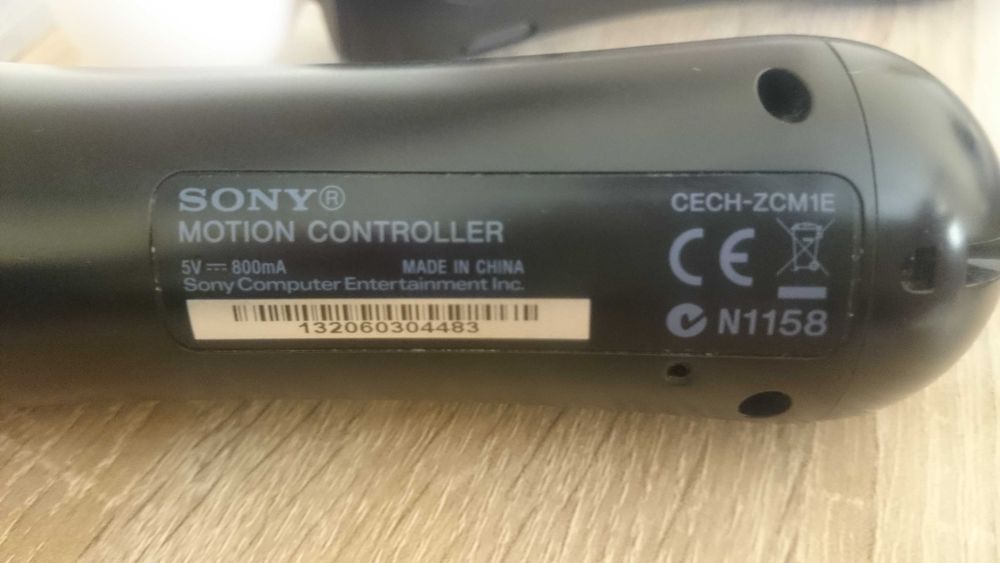 SONY®
MOTION CONTROLLER
5V ⎓ 800mA MADE IN CHINA
Sony Computer Entertainment Inc.
132060304483
CECH-ZCM1E
CE
N1158